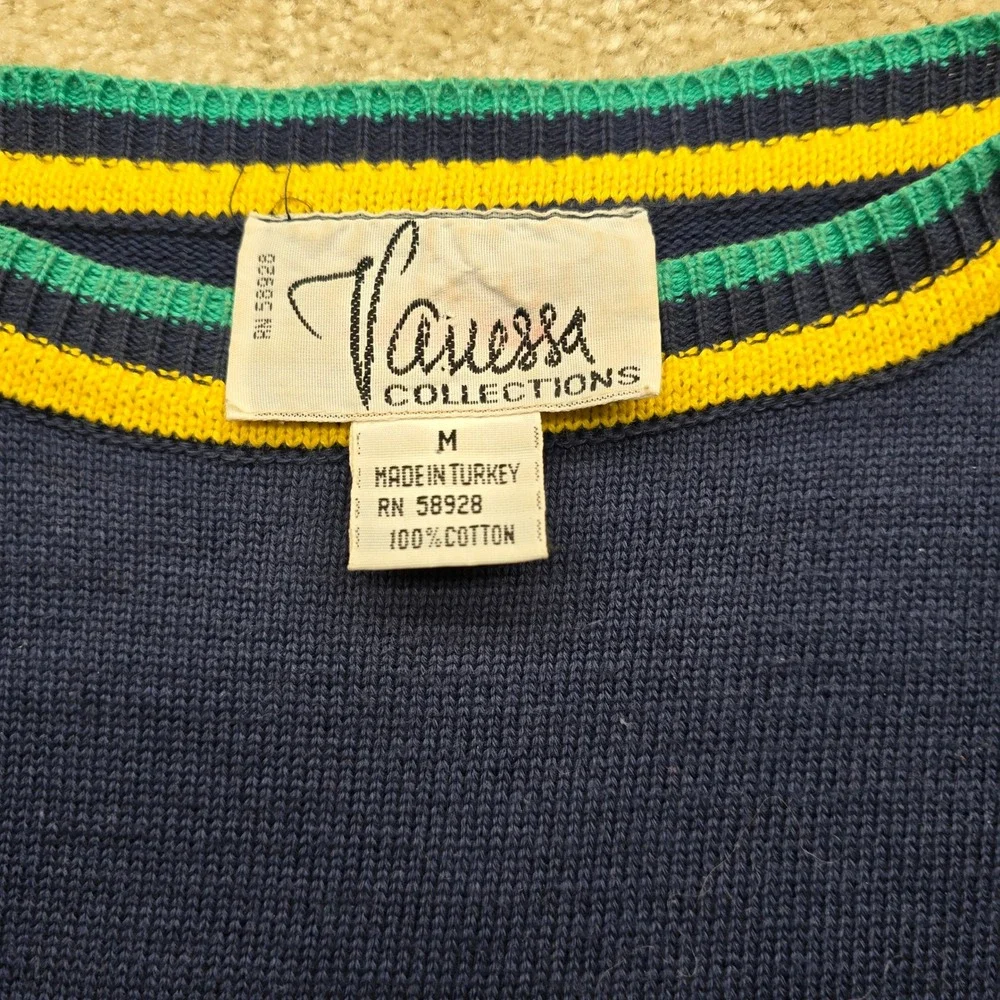 RN 58928
Vanessa
COLLECTIONS
M
MADE IN TURKEY
RN 58928
100% COTTON